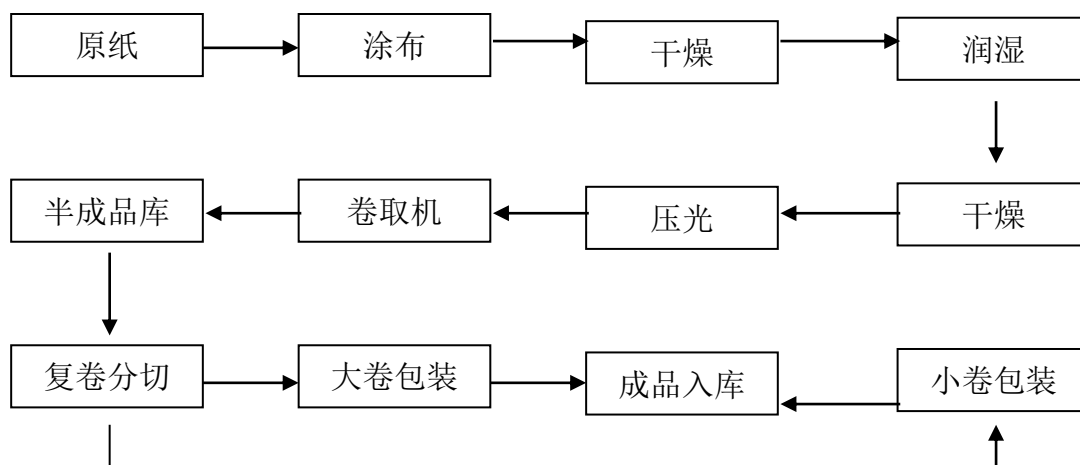 原纸
涂布
干燥
润湿
半成品库
卷取机
压光
干燥
复卷分切
大卷包装
成品入库
小卷包装